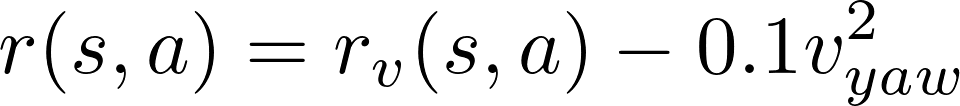 r(s, a) = r_v(s, a) − 0.1v_{yaw}^2